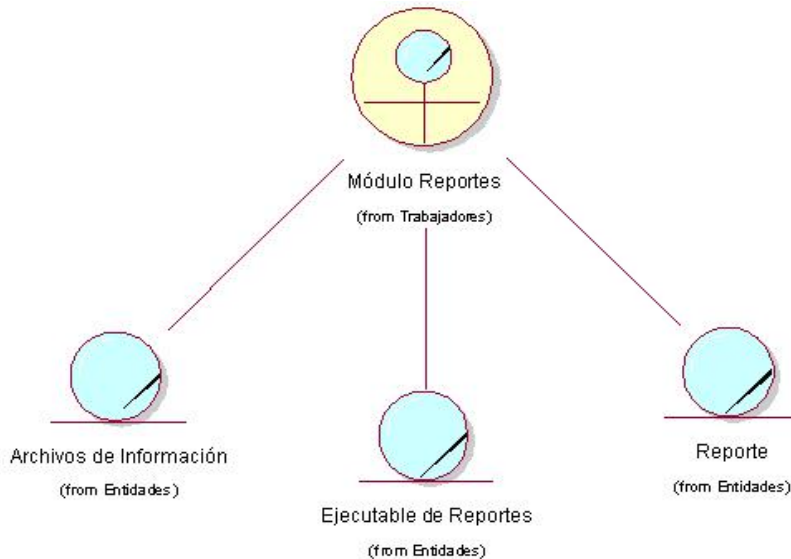 Módulo Reportes
(from Trabajadores)
Archivos de Información
(from Entidades)
Ejecutable de Reportes
(from Entidades)
Reporte
(from Entidades)